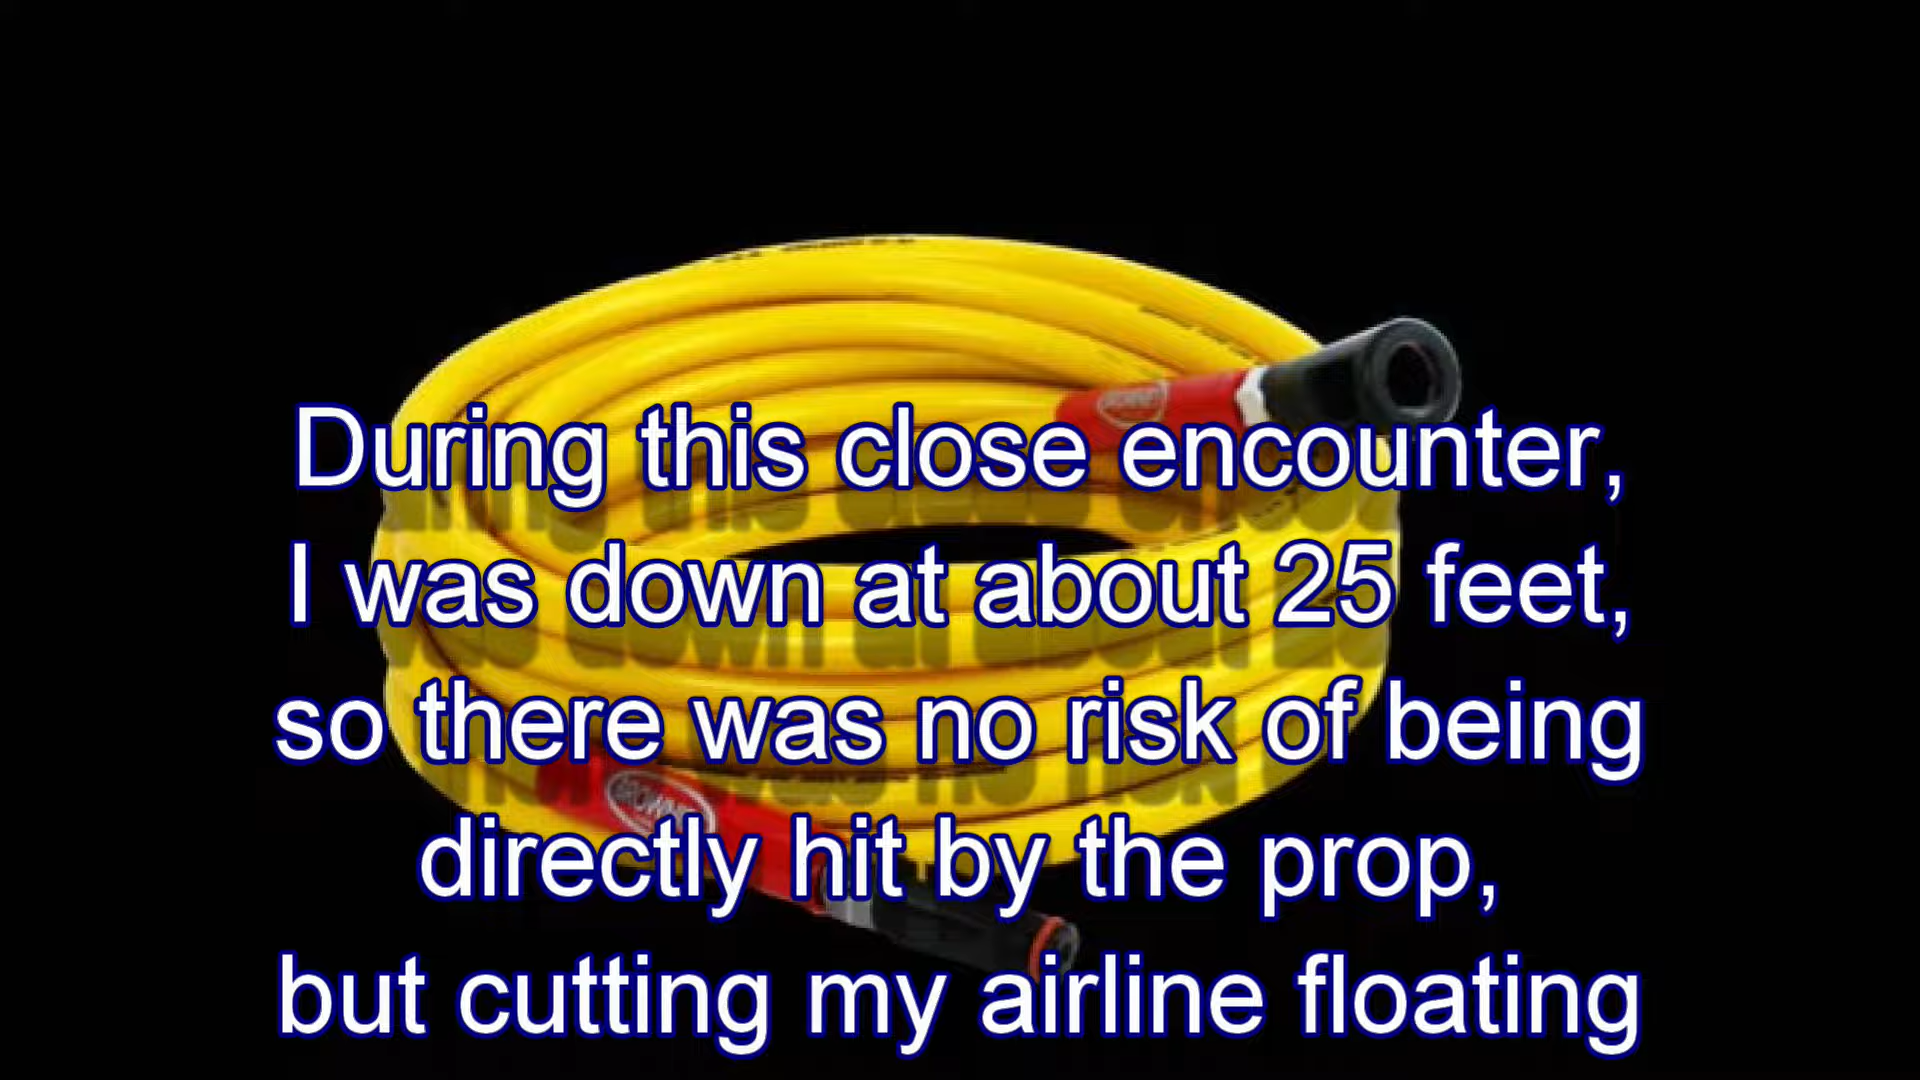 During this close encounter,
I was down at about 25 feet,
so there was no risk of being
directly hit by the prop,
but cutting my airline floating